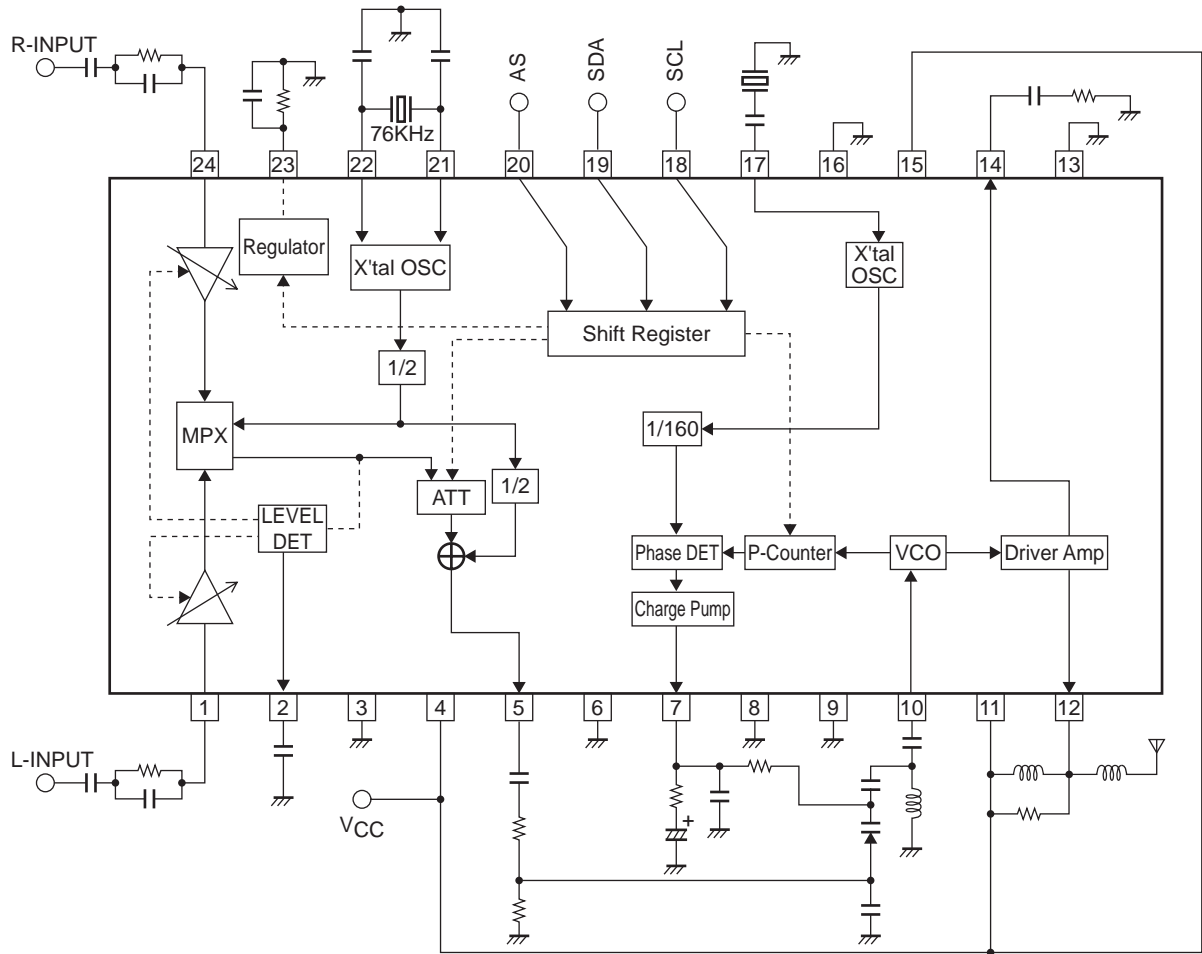 R-INPUT
AS
SDA
SCL
76KHz
24
23
22
21
20
19
18
17
16
15
14
13
Regulator
X'tal OSC
X'tal
OSC
Shift Register
1/2
MPX
1/160
1/2
ATT
LEVEL
DET
Phase DET
P-Counter
VCO
Driver Amp
Charge Pump
1
2
3
4
5
6
7
8
9
10
11
12
L-INPUT
VCC
+